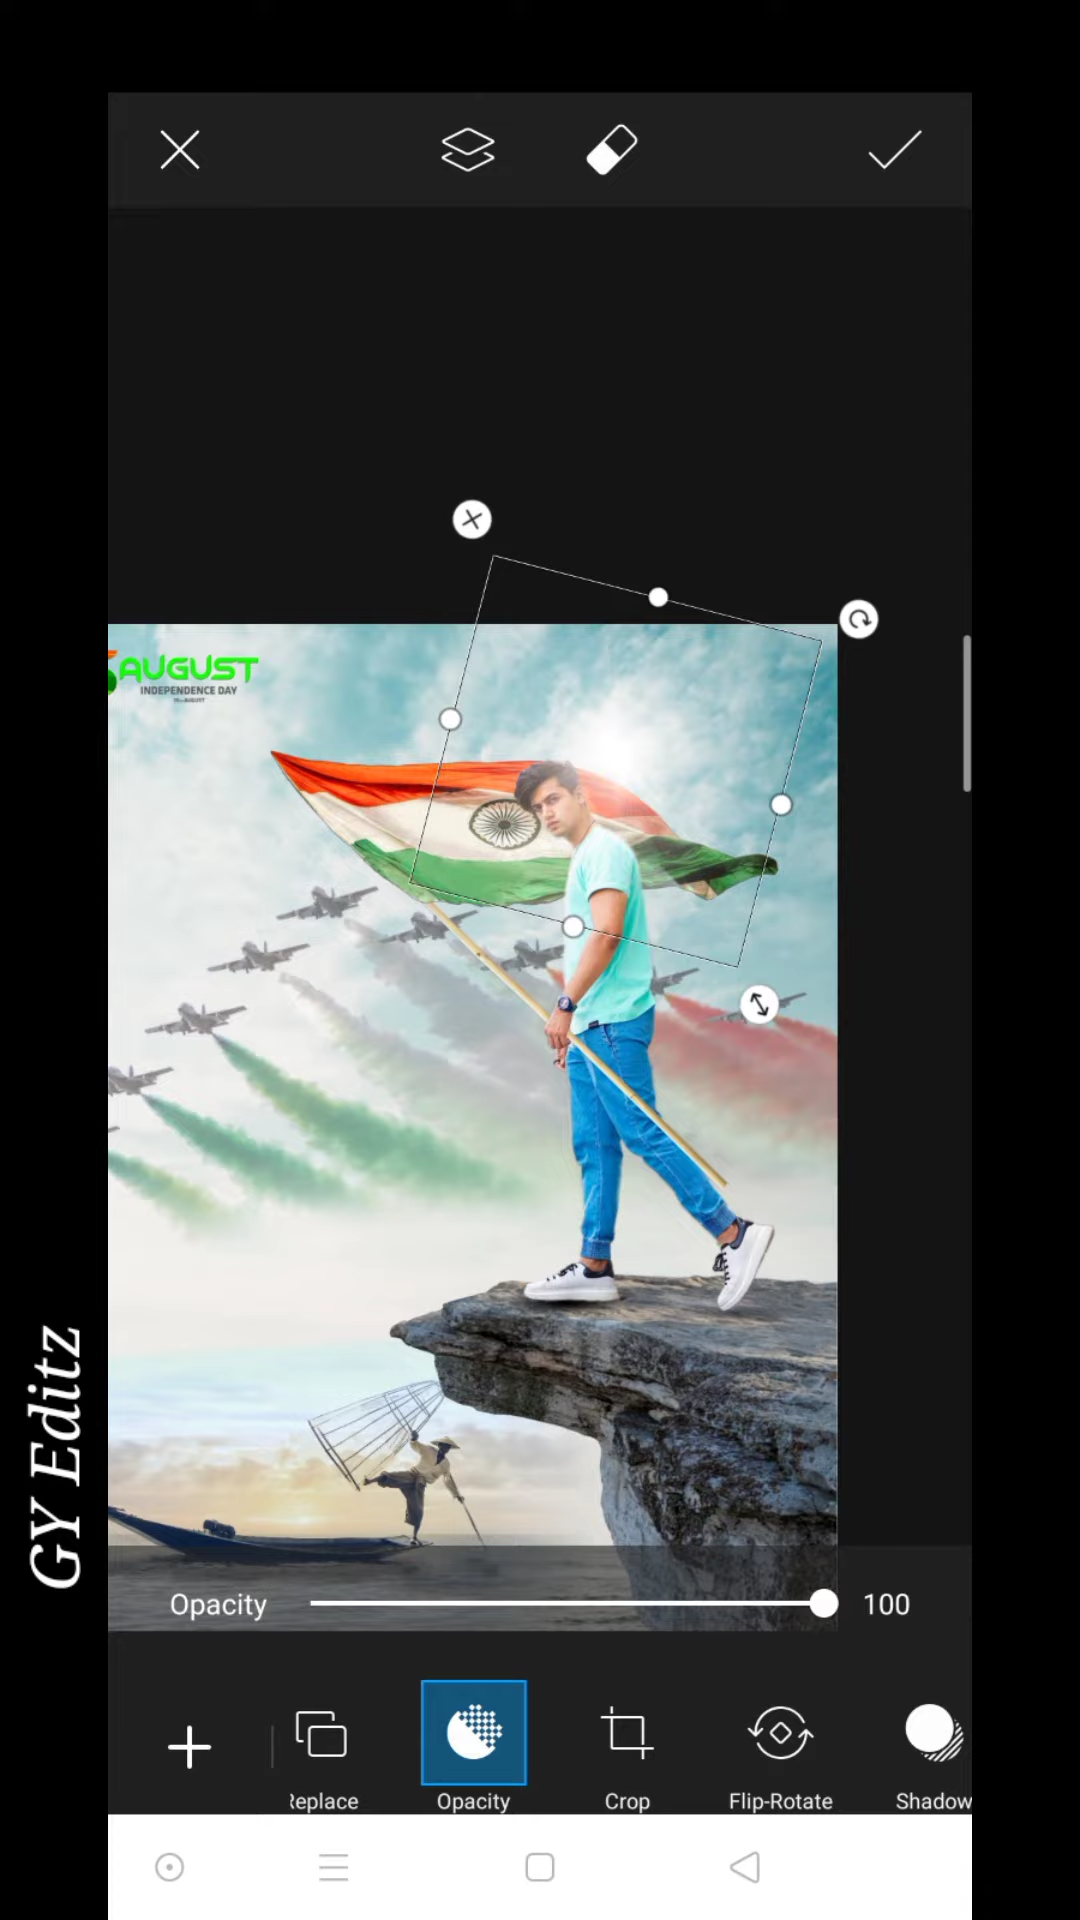 AUGUST
INDEPENDENCE DAY
GY Editz
Opacity 100
Replace Opacity Crop Flip-Rotate Shadow